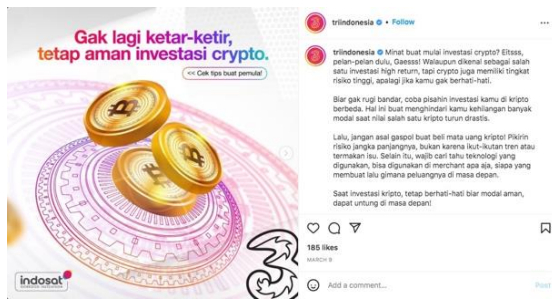 Gak lagi ketar-ketir,
tetap aman investasi crypto.
<< Cek tips buat pemula!
indosat
triindonesia • Follow
triindonesia Minat buat mulai investasi crypto? Eitsss,
pelan-pelan dulu, Gaesss! Walaupun dikenal sebagai salah
satu investasi high return, tapi crypto juga memiliki tingkat
risiko tinggi, apalagi jika kamu gak berhati-hati.
Biar gak rugi bandar, coba pisahin investasi kamu di kripto
berbeda. Hal ini buat menghindari kamu kehilangan banyak
modal saat nilai salah satu kripto turun drastis.
Lalu, jangan asal gaspol buat beli mata uang kripto! Pikirin
risiko jangka panjangnya, bukan karena ikut-ikutan tren atau
termakan isu. Selain itu, wajib cari tahu teknologi yang
digunakan, bisa digunakan di merchant apa aja, siapa yang
membuat lalu gimana peluangnya di masa depan.
Saat investasi kripto, tetap berhati-hati biar modal aman,
dapat untung di masa depan!
185 likes
MARCH 9
Add a comment...
Post